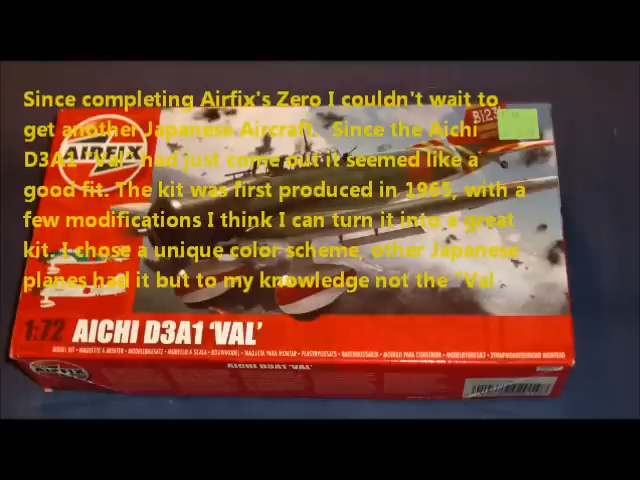 Since completing Airfix's Zero I couldn't wait to
get another Japanese Aircraft. Since the Aichi
D3A1 "Val" had just come out it seemed like a
good fit. The kit was first produced in 1965, with a
few modifications I think I can turn it into a great
kit. I chose a unique color scheme, other Japanese
planes had it but to my knowledge not the "Val
AIRFIX
1:72 AICHI D3A1 'VAL'
AIRFIX
AICHI D3A1 'VAL'